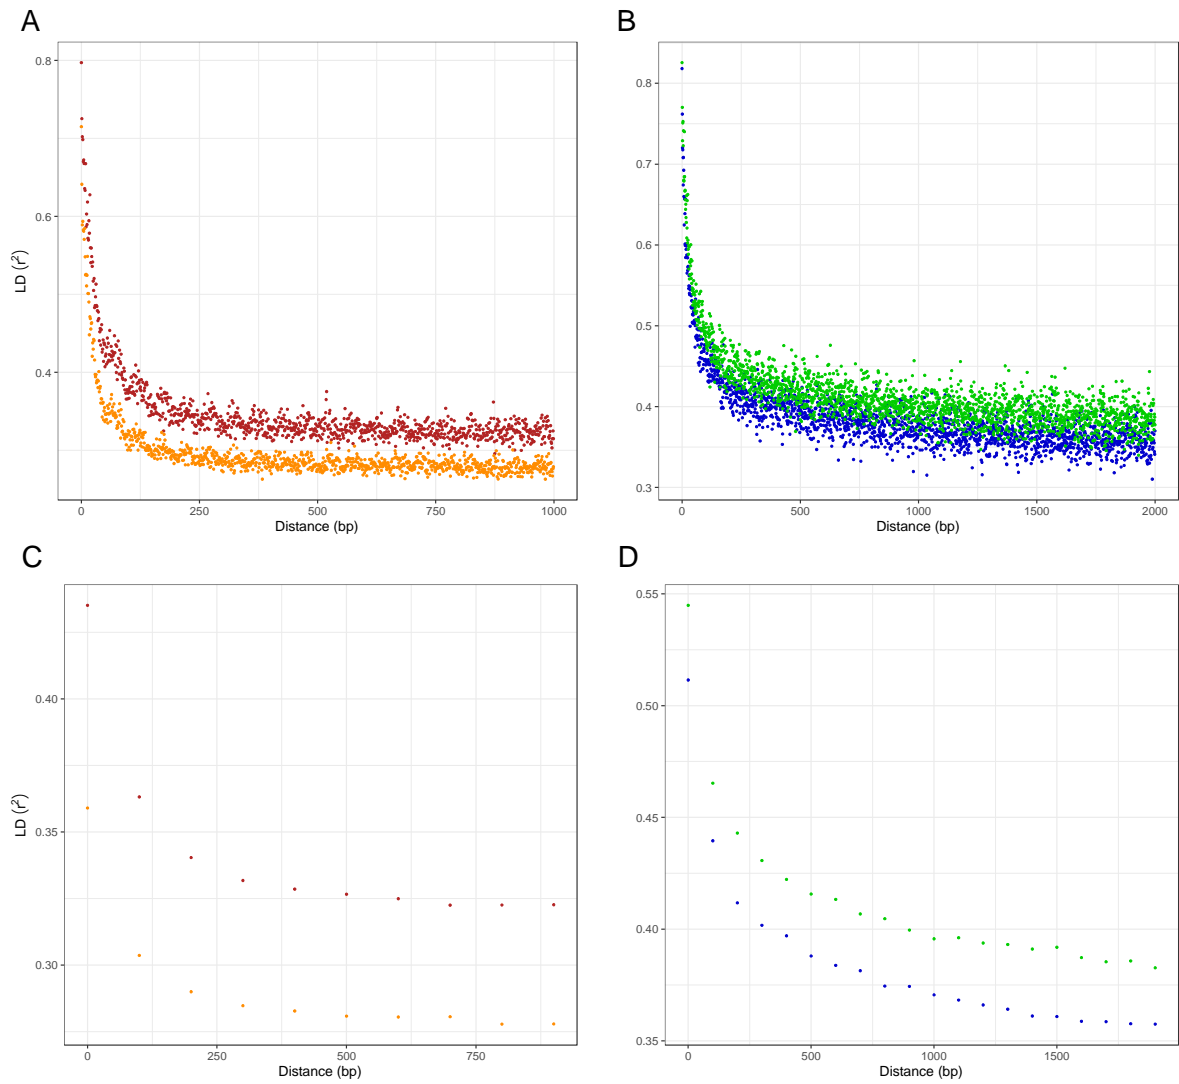 A
B
0.8
0.6
0.4
LD (r²)
0 250 500 750 1000
Distance (bp)
0.8
0.7
0.6
0.5
0.4
0.3
0 500 1000 1500 2000
Distance (bp)
C
D
0.40
0.35
0.30
LD (r²)
0 250 500 750
Distance (bp)
0.55
0.50
0.45
0.40
0.35
0 500 1000 1500
Distance (bp)